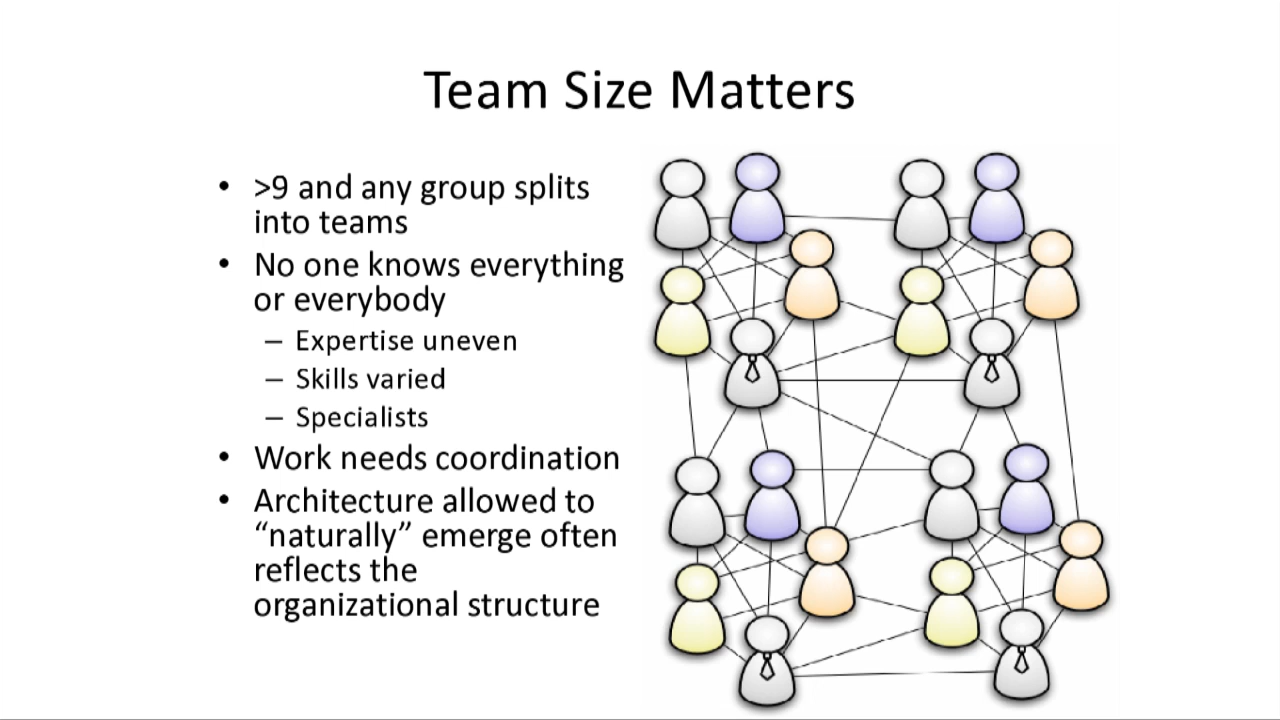 Team Size Matters
• >9 and any group splits
into teams
• No one knows everything
or everybody
– Expertise uneven
– Skills varied
– Specialists
• Work needs coordination
• Architecture allowed to
“naturally” emerge often
reflects the
organizational structure